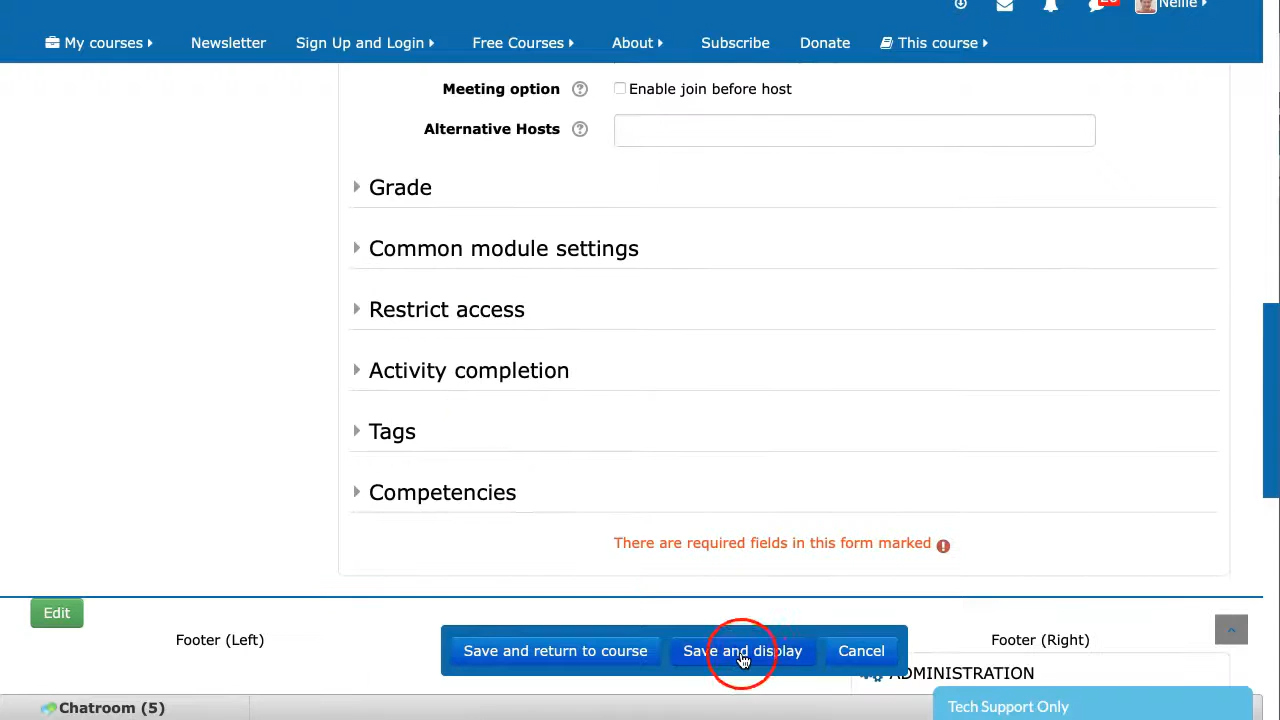 Nellie
My courses
Newsletter
Sign Up and Login
Free Courses
About
Subscribe
Donate
This course
Meeting option
Enable join before host
Alternative Hosts
Grade
Common module settings
Restrict access
Activity completion
Tags
Competencies
There are required fields in this form marked
Edit
Footer (Left)
Save and return to course
Save and display
Cancel
Footer (Right)
ADMINISTRATION
Chatroom (5)
Tech Support Only